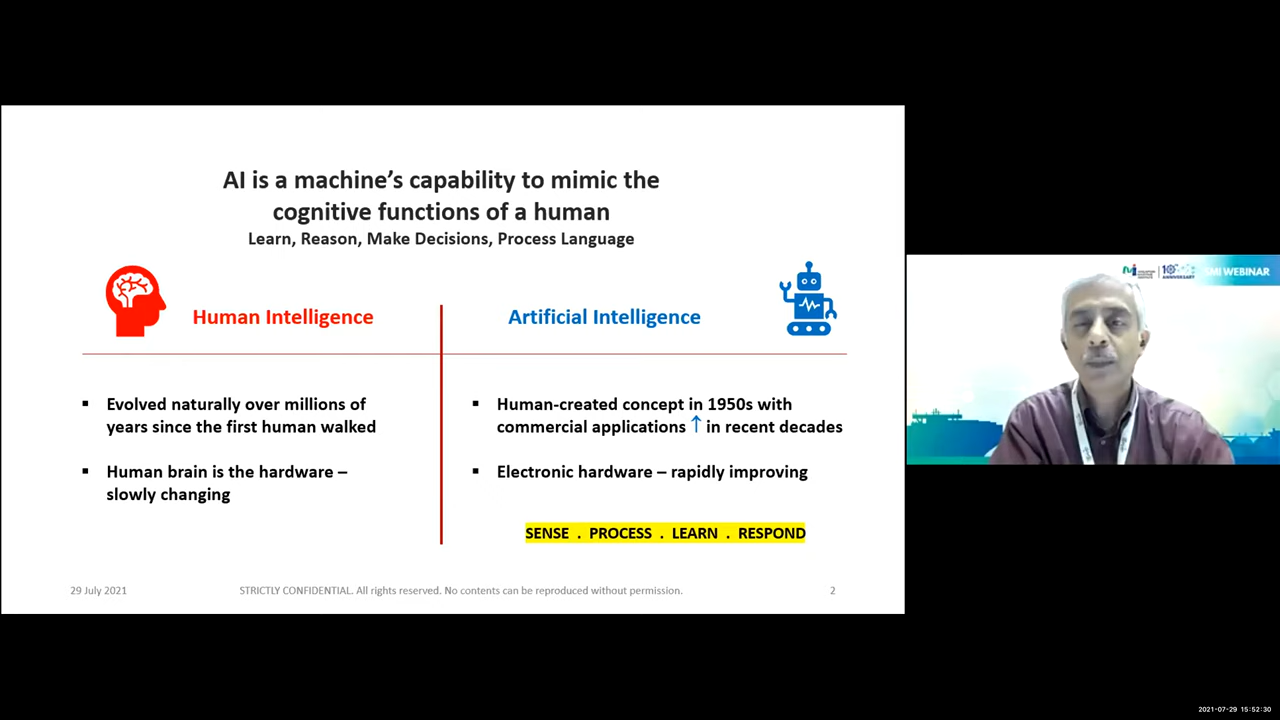 AI is a machine's capability to mimic the
cognitive functions of a human
Learn, Reason, Make Decisions, Process Language
Human Intelligence
Artificial Intelligence
▪ Evolved naturally over millions of
years since the first human walked
▪ Human brain is the hardware –
slowly changing
▪ Human-created concept in 1950s with
commercial applications ↑ in recent decades
▪ Electronic hardware – rapidly improving
SENSE . PROCESS . LEARN . RESPOND
29 July 2021
STRICTLY CONFIDENTIAL. All rights reserved. No contents can be reproduced without permission.
2
ANNIVERSARY
WEBINAR
2021-07-29 15:52:30